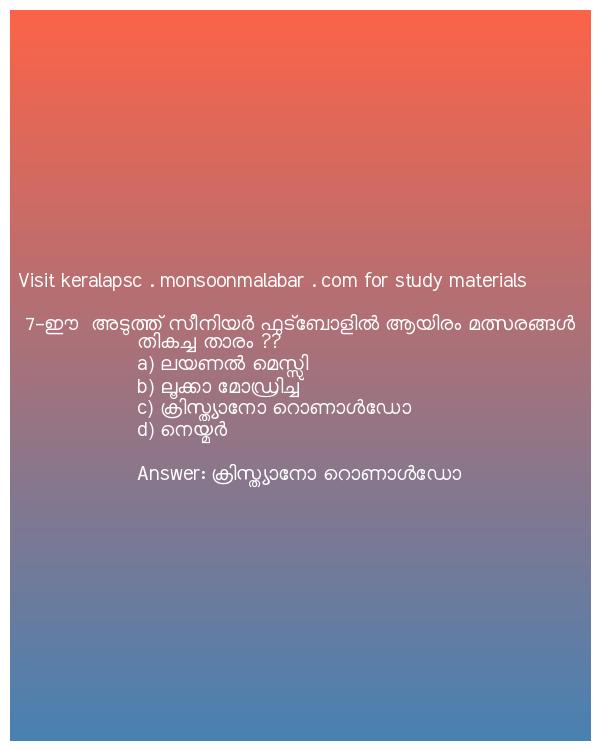 Visit keralapsc . monsoonmalabar . com for study materials
7-ഈ അടുത്ത് സീനിയർ ഫുട്ബോളിൽ ആയിരം മത്സരങ്ങൾ
തികച്ച താരം ??
a) ലയണൽ മെസ്സി
b) ലൂക്കാ മോഡ്രിച്ച്
c) ക്രിസ്ത്യാനോ റൊണാൾഡോ
d) നെയ്മർ
Answer: ക്രിസ്ത്യാനോ റൊണാൾഡോ